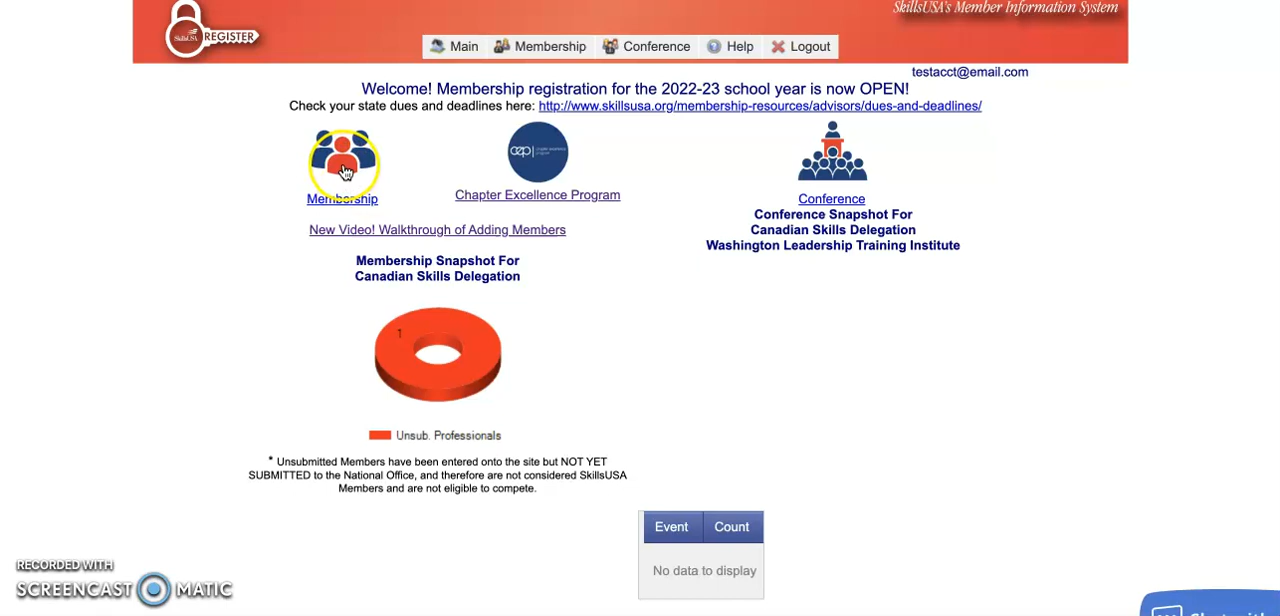 SkillsUSA
REGISTER
SkillsUSA's Member Information System
Main Membership Conference Help Logout
testacct@email.com
Welcome! Membership registration for the 2022-23 school year is now OPEN!
Check your state dues and deadlines here: http://www.skillsusa.org/membership-resources/advisors/dues-and-deadlines/
cep
Membership
Chapter Excellence Program
Conference
New Video! Walkthrough of Adding Members
Conference Snapshot For
Canadian Skills Delegation
Washington Leadership Training Institute
Membership Snapshot For
Canadian Skills Delegation
1
Unsub. Professionals
* Unsubmitted Members have been entered onto the site but NOT YET
SUBMITTED to the National Office, and therefore are not considered SkillsUSA
Members and are not eligible to compete.
Event Count
No data to display
RECORDED WITH
SCREENCAST MATIC